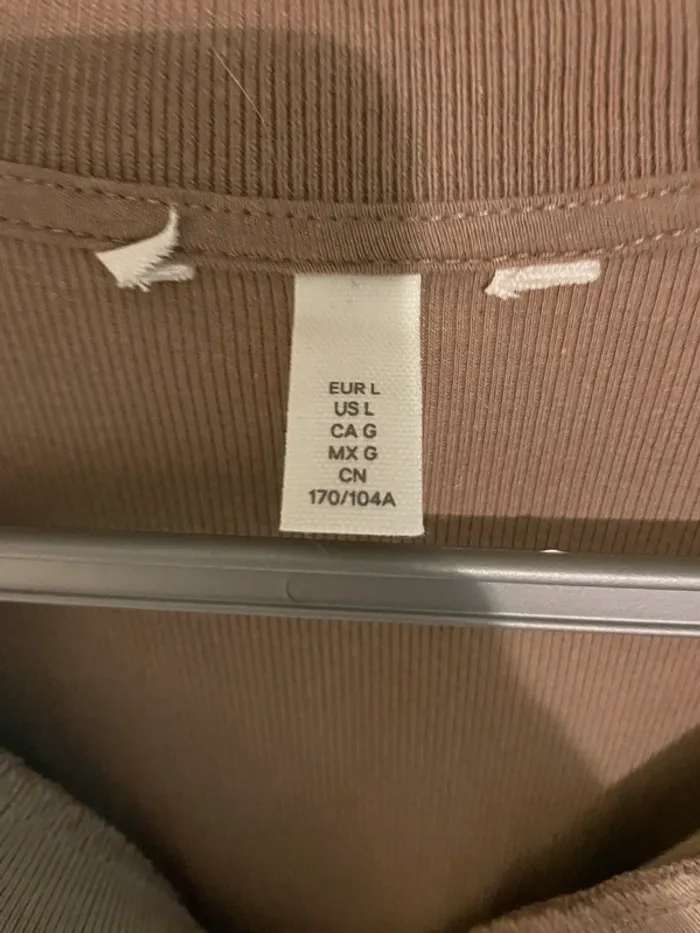 EUR L
US L
CA G
MX G
CN
170/104A